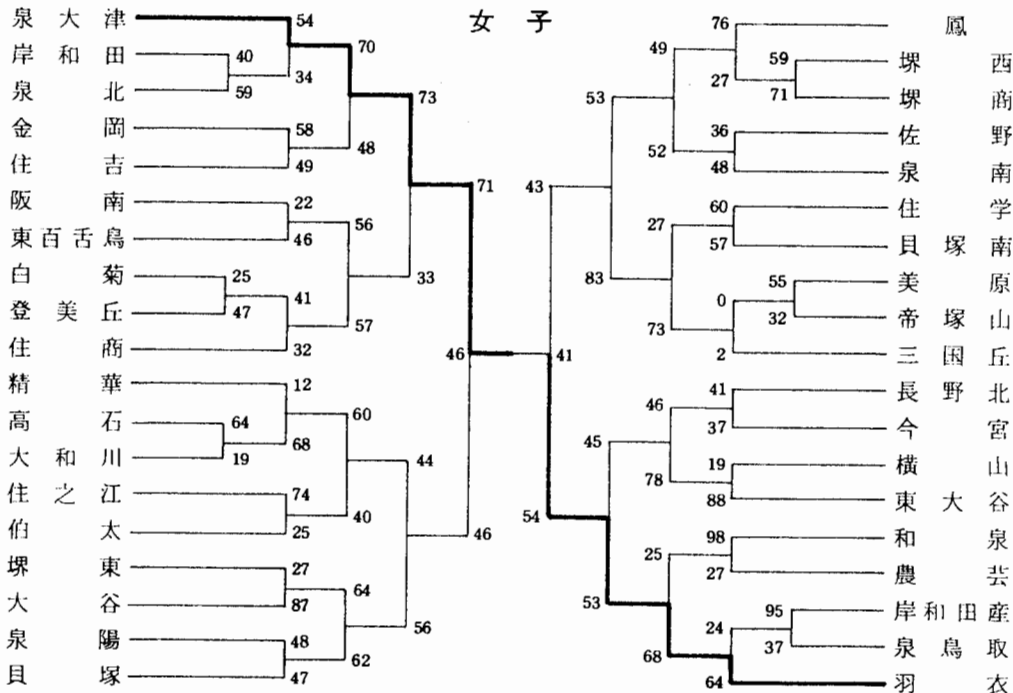 女子
泉大津 54
岸和田 40
泉北 59
34
70
金岡 58
住吉 49
48
73
阪南 22
東百舌鳥 46
56
白菊 25
登美丘 47
41
住商 32
57
33
71
精華 12
高石 64
大和川 19
68
60
住之江 74
伯太 25
40
44
堺東 27
大谷 87
64
泉陽 48
貝塚 47
62
56
46
46
41
76 鳳
59 堺西
71 堺商
27
49
36 佐野
48 泉南
52
53
60 住学
57 貝塚南
27
55 美原
32 帝塚山
0
2 三国丘
73
83
43
41 長野北
37 今宮
46
19 横山
88 東大谷
78
45
98 和泉
27 農芸
25
95 岸和田産
37 泉鳥取
24
64 羽衣
68
53
54